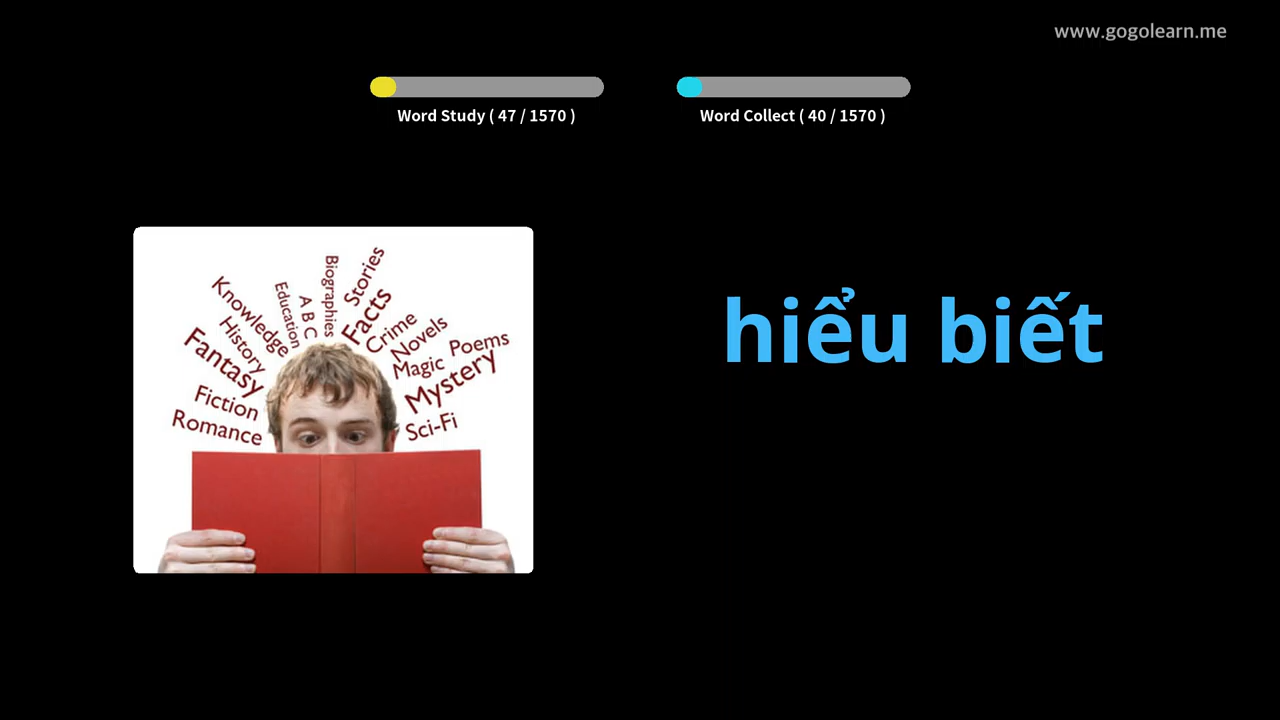 www.gogolearn.me
Word Study ( 47 / 1570 )
Word Collect ( 40 / 1570 )
Romance
Fiction
Fantasy
History
Knowledge
Education
A B C
Biographies
Stories
Facts
Crime
Novels
Magic
Poems
Mystery
Sci-Fi
hiểu biết